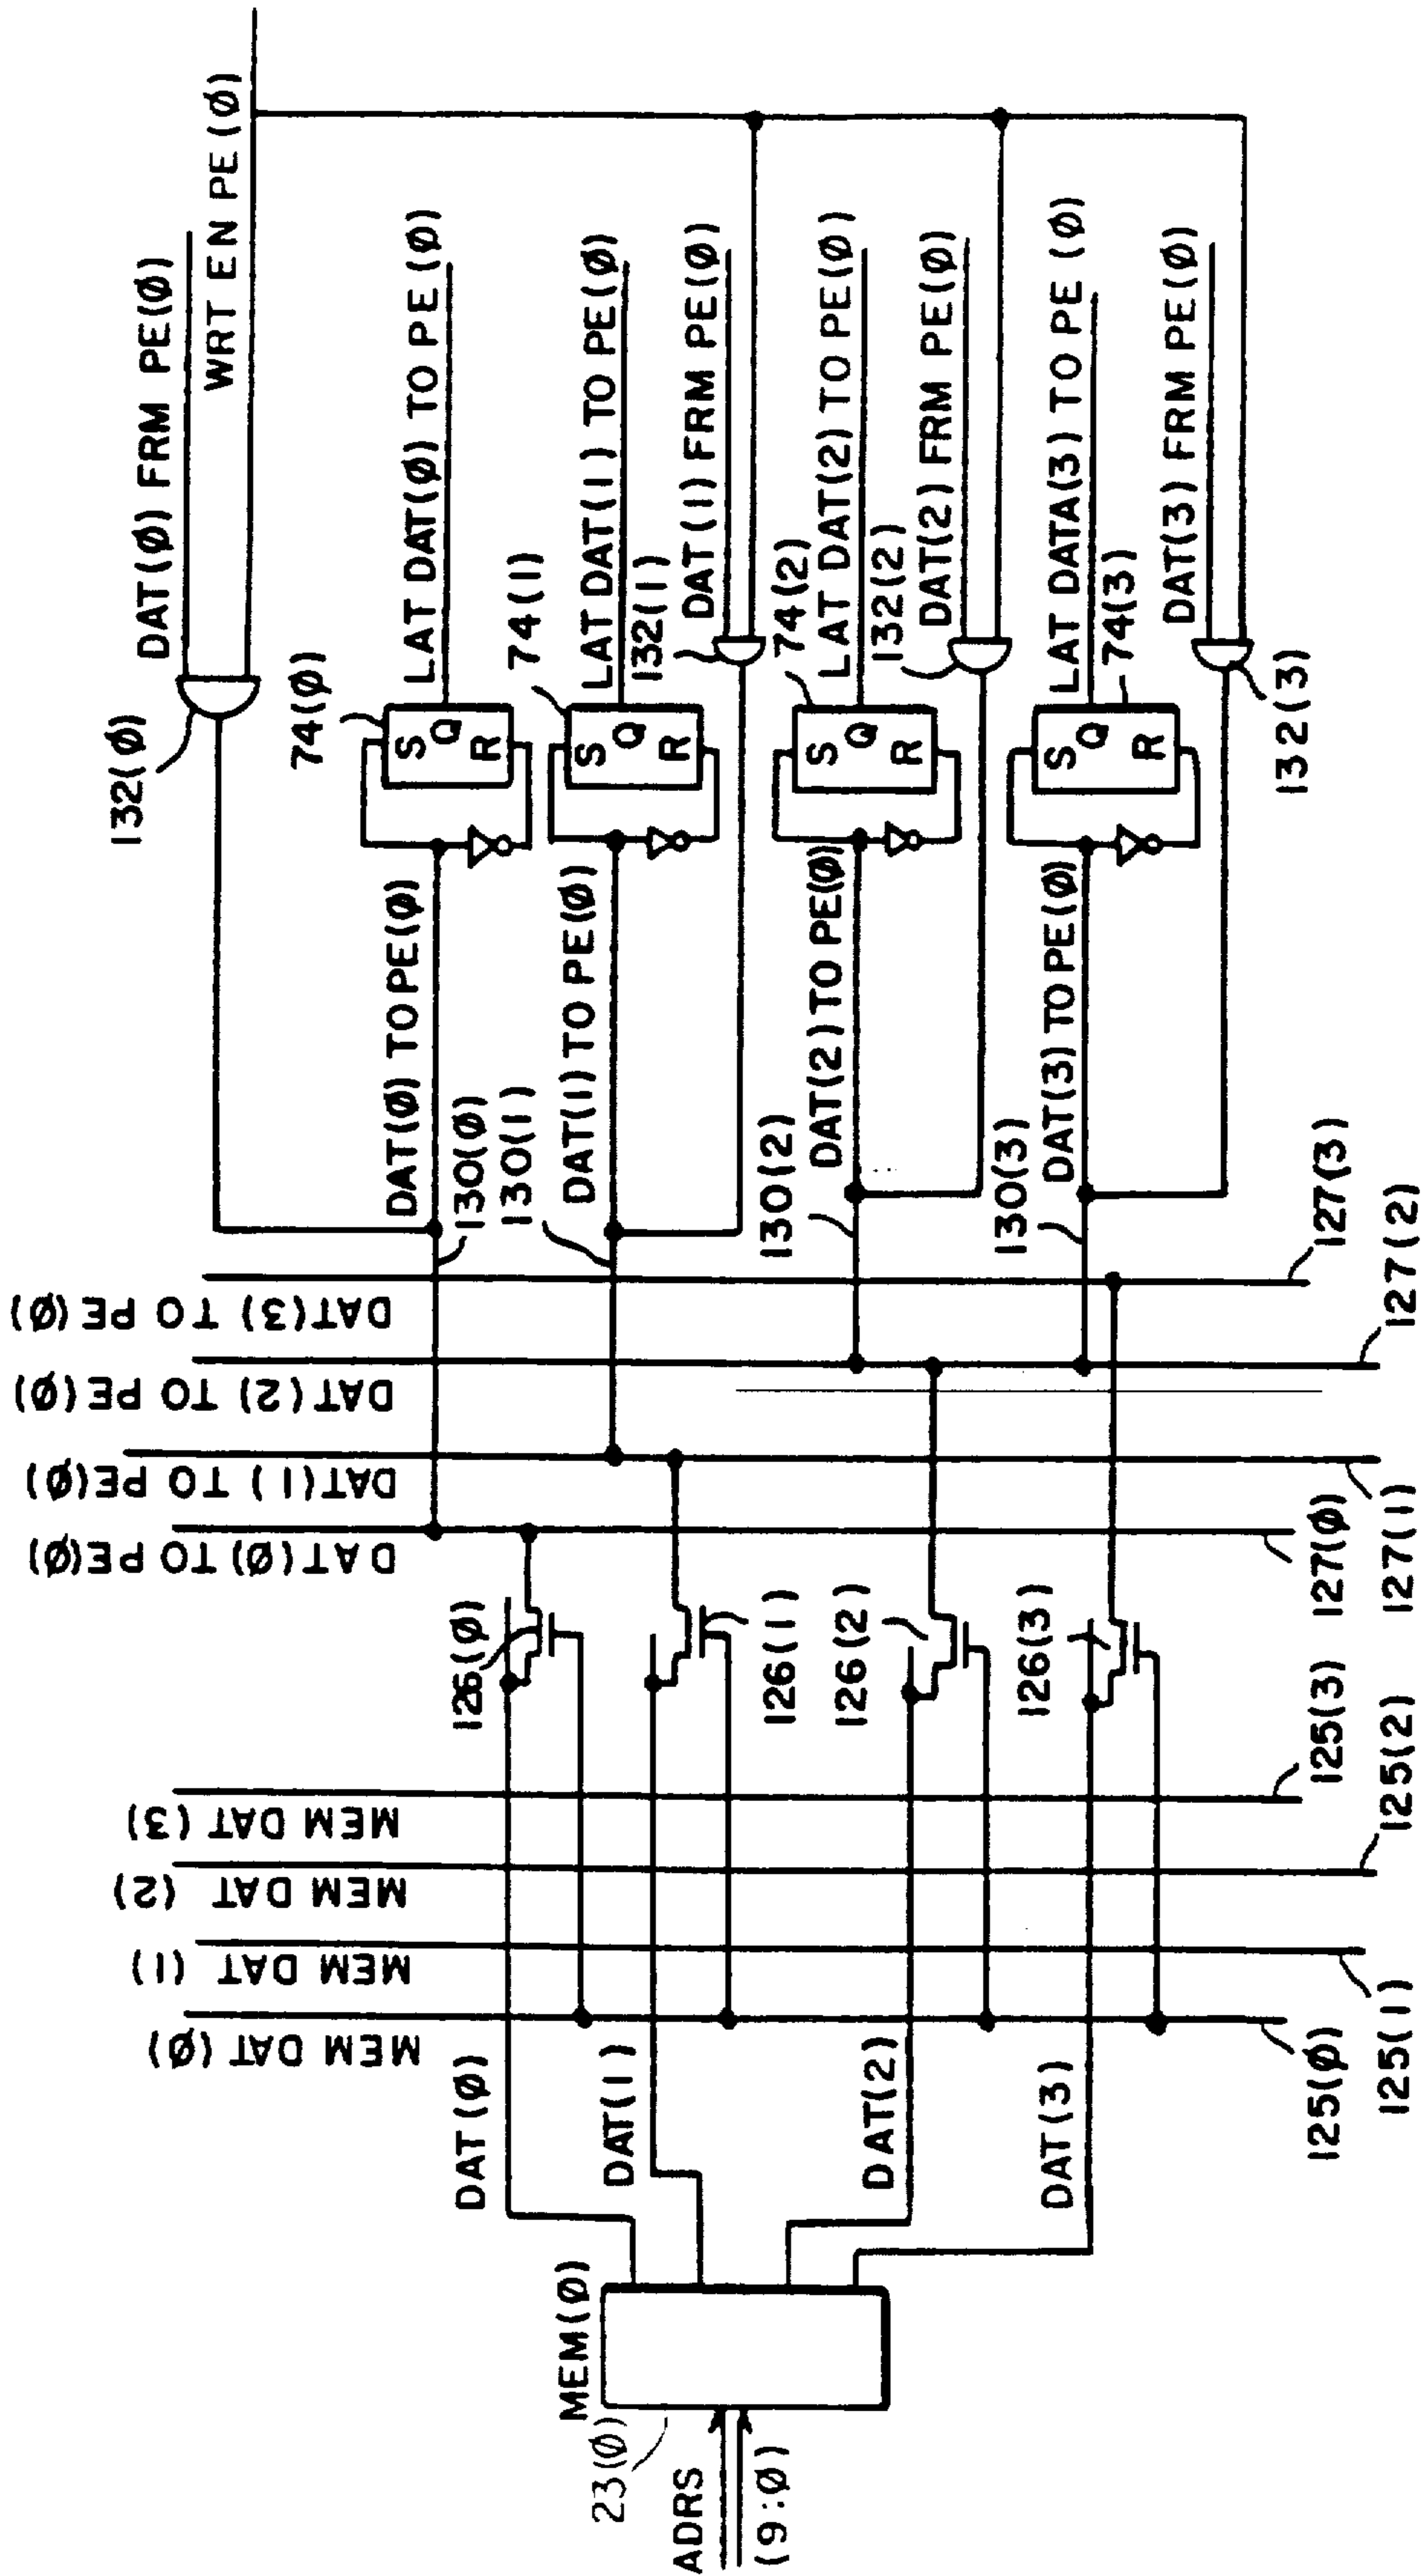 DAT(Ø) FRM PE(Ø)
WRT EN PE (Ø)
132(Ø)
74(Ø)
LAT DAT(Ø) TO PE(Ø)
DAT(Ø) TO PE(Ø)
130(Ø)
74(1)
LAT DAT(1) TO PE(Ø)
S
Q
R
S
Q
R
132(1)
DAT(1) FRM PE(Ø)
130(1)
DAT(1) TO PE(Ø)
74(2)
LAT DAT(2) TO PE(Ø)
S
Q
R
132(2)
DAT(2) FRM PE(Ø)
130(2)
DAT(2) TO PE(Ø)
LAT DATA(3) TO PE (Ø)
74(3)
S
Q
R
DAT(3) FRM PE(Ø)
132(3)
130(3)
DAT(3) TO PE(Ø)
DAT(3) TO PE(Ø)
DAT(2) TO PE(Ø)
DAT(1) TO PE(Ø)
DAT(Ø) TO PE(Ø)
127(3)
127(2)
127(1)
127(Ø)
126(Ø)
126(1)
126(2)
126(3)
MEM DAT (3)
MEM DAT (2)
MEM DAT (1)
MEM DAT (Ø)
125(3)
125(2)
125(1)
125(Ø)
DAT(Ø)
DAT(1)
DAT(2)
DAT(3)
MEM(Ø)
23(Ø)
ADRS
(9:Ø)